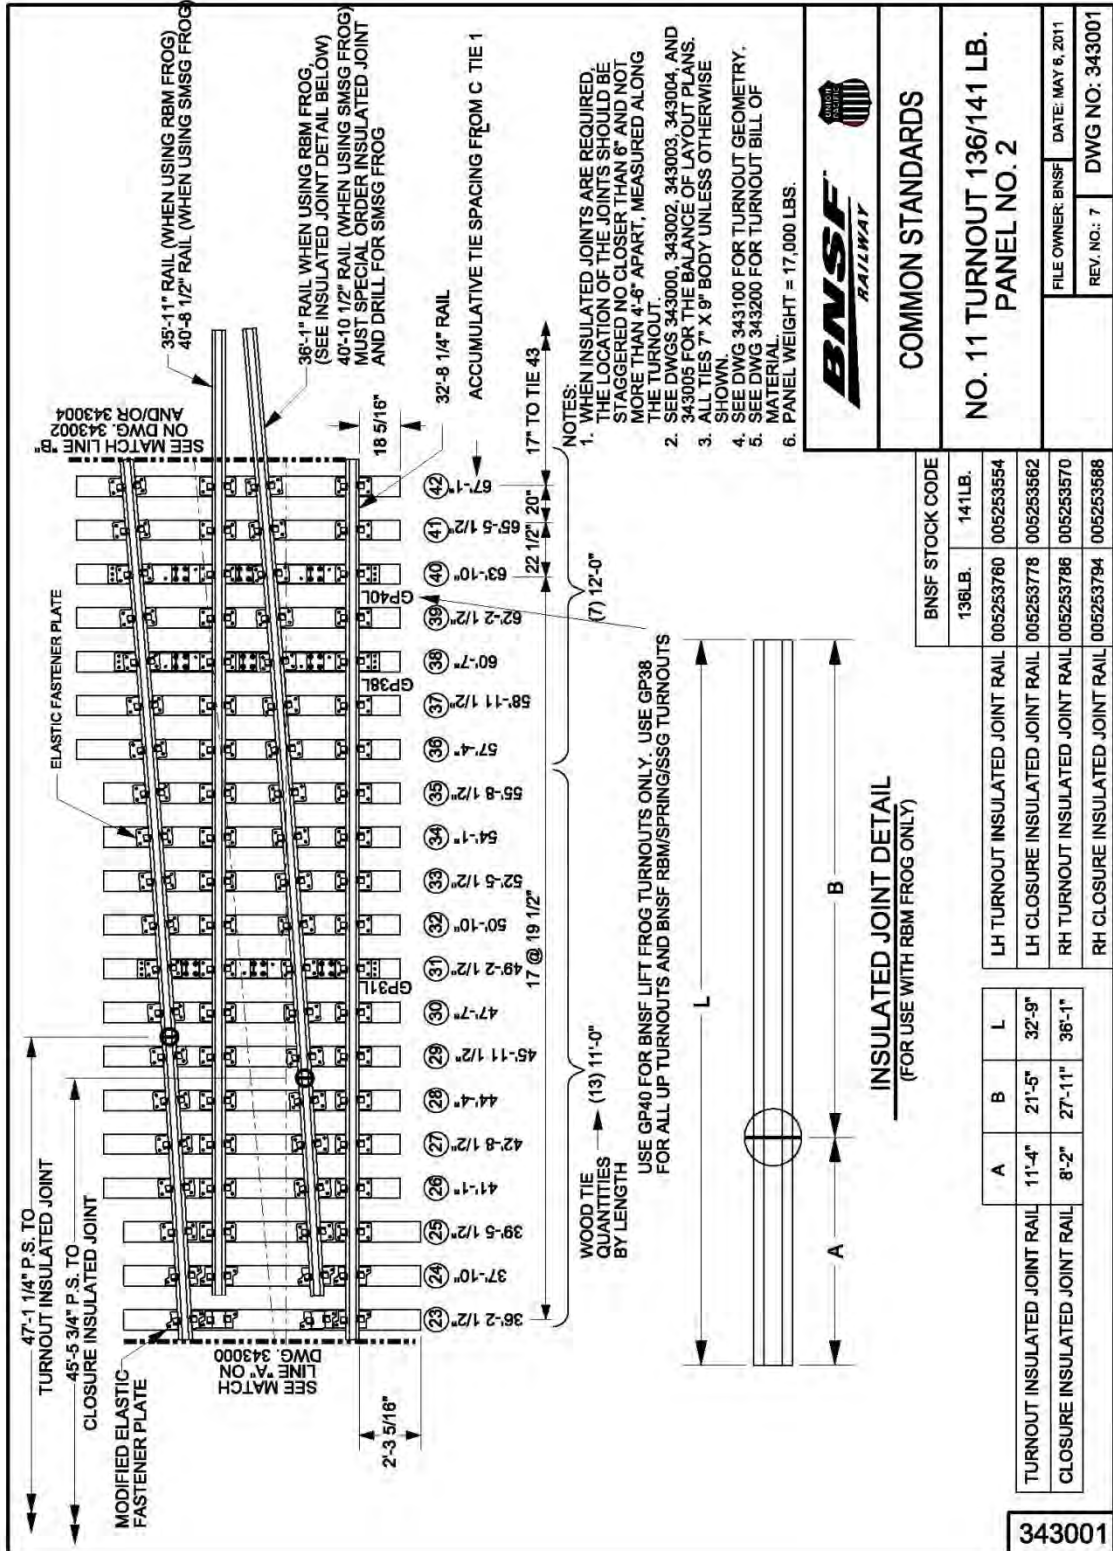 47'-1 1/4" P.S. TO
TURNOUT INSULATED JOINT
45'-5 3/4" P.S. TO
CLOSURE INSULATED JOINT
MODIFIED ELASTIC
FASTENER PLATE
ELASTIC FASTENER PLATE
SEE MATCH
LINE "A" ON
DWG. 343000
SEE MATCH LINE "B"
ON DWG. 343002
AND/OR 343004
35'-11" RAIL (WHEN USING RBM FROG)
40'-8 1/2" RAIL (WHEN USING SMSG FROG)
36'-1" RAIL WHEN USING RBM FROG,
(SEE INSULATED JOINT DETAIL BELOW)
40'-10 1/2" RAIL (WHEN USING SMSG FROG)
MUST SPECIAL ORDER INSULATED JOINT
AND DRILL FOR SMSG FROG
2'-3 5/16"
18 5/16"
32'-8 1/4" RAIL
GP31L
GP38L
GP40L
23 24 25 26 27 28 29 30 31 32 33 34 35 36 37 38 39 40 41 42
36'-2 1/2"
37'-10"
39'-5 1/2"
41'-1"
42'-8 1/2"
44'-4"
45'-11 1/2"
47'-7"
49'-2 1/2"
50'-10"
52'-5 1/2"
54'-1"
55'-8 1/2"
57'-4"
58'-11 1/2"
60'-7"
62'-2 1/2"
63'-10"
65'-5 1/2"
67'-1"
ACCUMULATIVE TIE SPACING FROM C TIE 1
L
17 @ 19 1/2"
22 1/2"
20"
17" TO TIE 43
WOOD TIE
QUANTITIES
BY LENGTH
(13) 11'-0"
(7) 12'-0"
USE GP40 FOR BNSF LIFT FROG TURNOUTS ONLY. USE GP38
FOR ALL UP TURNOUTS AND BNSF RBM/SPRING/SSG TURNOUTS
NOTES:
1. WHEN INSULATED JOINTS ARE REQUIRED,
THE LOCATION OF THE JOINTS SHOULD BE
STAGGERED NO CLOSER THAN 6" AND NOT
MORE THAN 4'-6" APART, MEASURED ALONG
THE TURNOUT.
2. SEE DWGS 343000, 343002, 343003, 343004, AND
343005 FOR THE BALANCE OF LAYOUT PLANS.
3. ALL TIES 7" X 9" BODY UNLESS OTHERWISE
SHOWN.
4. SEE DWG 343100 FOR TURNOUT GEOMETRY.
5. SEE DWG 343200 FOR TURNOUT BILL OF
MATERIAL.
6. PANEL WEIGHT = 17,000 LBS.
L
A
B
INSULATED JOINT DETAIL
(FOR USE WITH RBM FROG ONLY)
A B L
TURNOUT INSULATED JOINT RAIL 11'-4" 21'-5" 32'-9"
CLOSURE INSULATED JOINT RAIL 8'-2" 27'-11" 36'-1"
BNSF STOCK CODE
136LB. 141LB.
LH TURNOUT INSULATED JOINT RAIL 005253760 005253554
LH CLOSURE INSULATED JOINT RAIL 005253778 005253562
RH TURNOUT INSULATED JOINT RAIL 005253786 005253570
RH CLOSURE INSULATED JOINT RAIL 005253794 005253588
BNSF
RAILWAY
UNION
PACIFIC
COMMON STANDARDS
NO. 11 TURNOUT 136/141 LB.
PANEL NO. 2
FILE OWNER: BNSF DATE: MAY 6, 2011
REV. NO.: 7 DWG NO: 343001
343001